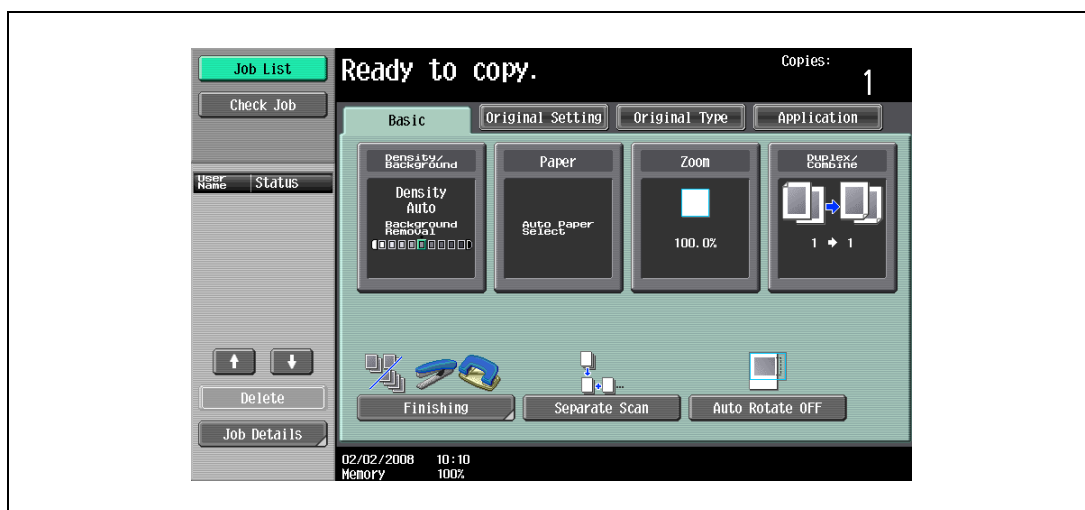 Job List
Check Job
User
Name
Status
Delete
Job Details
Ready to copy.
Copies:
1
Basic
Original Setting
Original Type
Application
Density/
Background
Density
Auto
Background
Removal
Paper
Auto Paper
Select
Zoom
100.0%
Duplex/
Combine
1 → 1
Finishing
Separate Scan
Auto Rotate OFF
02/02/2008 10:10
Memory 100%